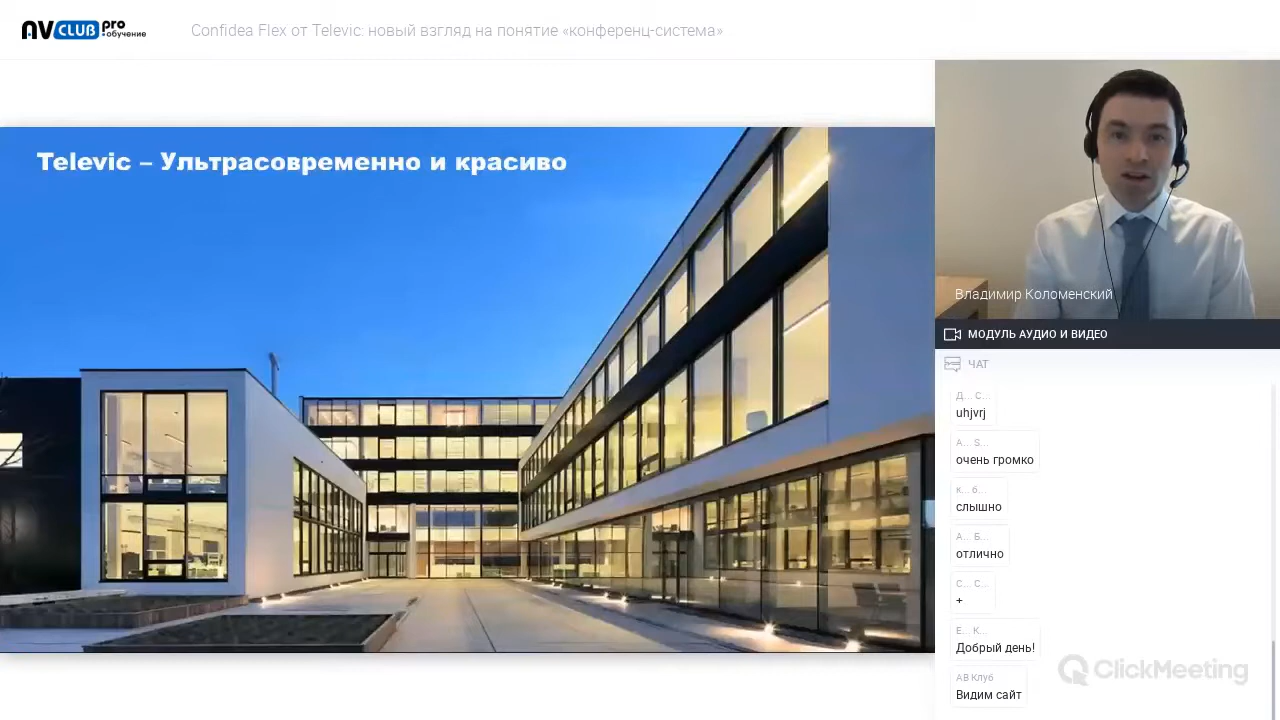 AVCLUB pro
•обучение
Confidea Flex от Televic: новый взгляд на понятие «конференц-система»
Televic – Ультрасовременно и красиво
Владимир Коломенский
МОДУЛЬ АУДИО И ВИДЕО
ЧАТ
Д... С...
uhjvrj
A... S...
очень громко
к... б...
слышно
А... Б...
отлично
С... С...
+
Е... К...
Добрый день!
АВ Клуб
Видим сайт
ClickMeeting